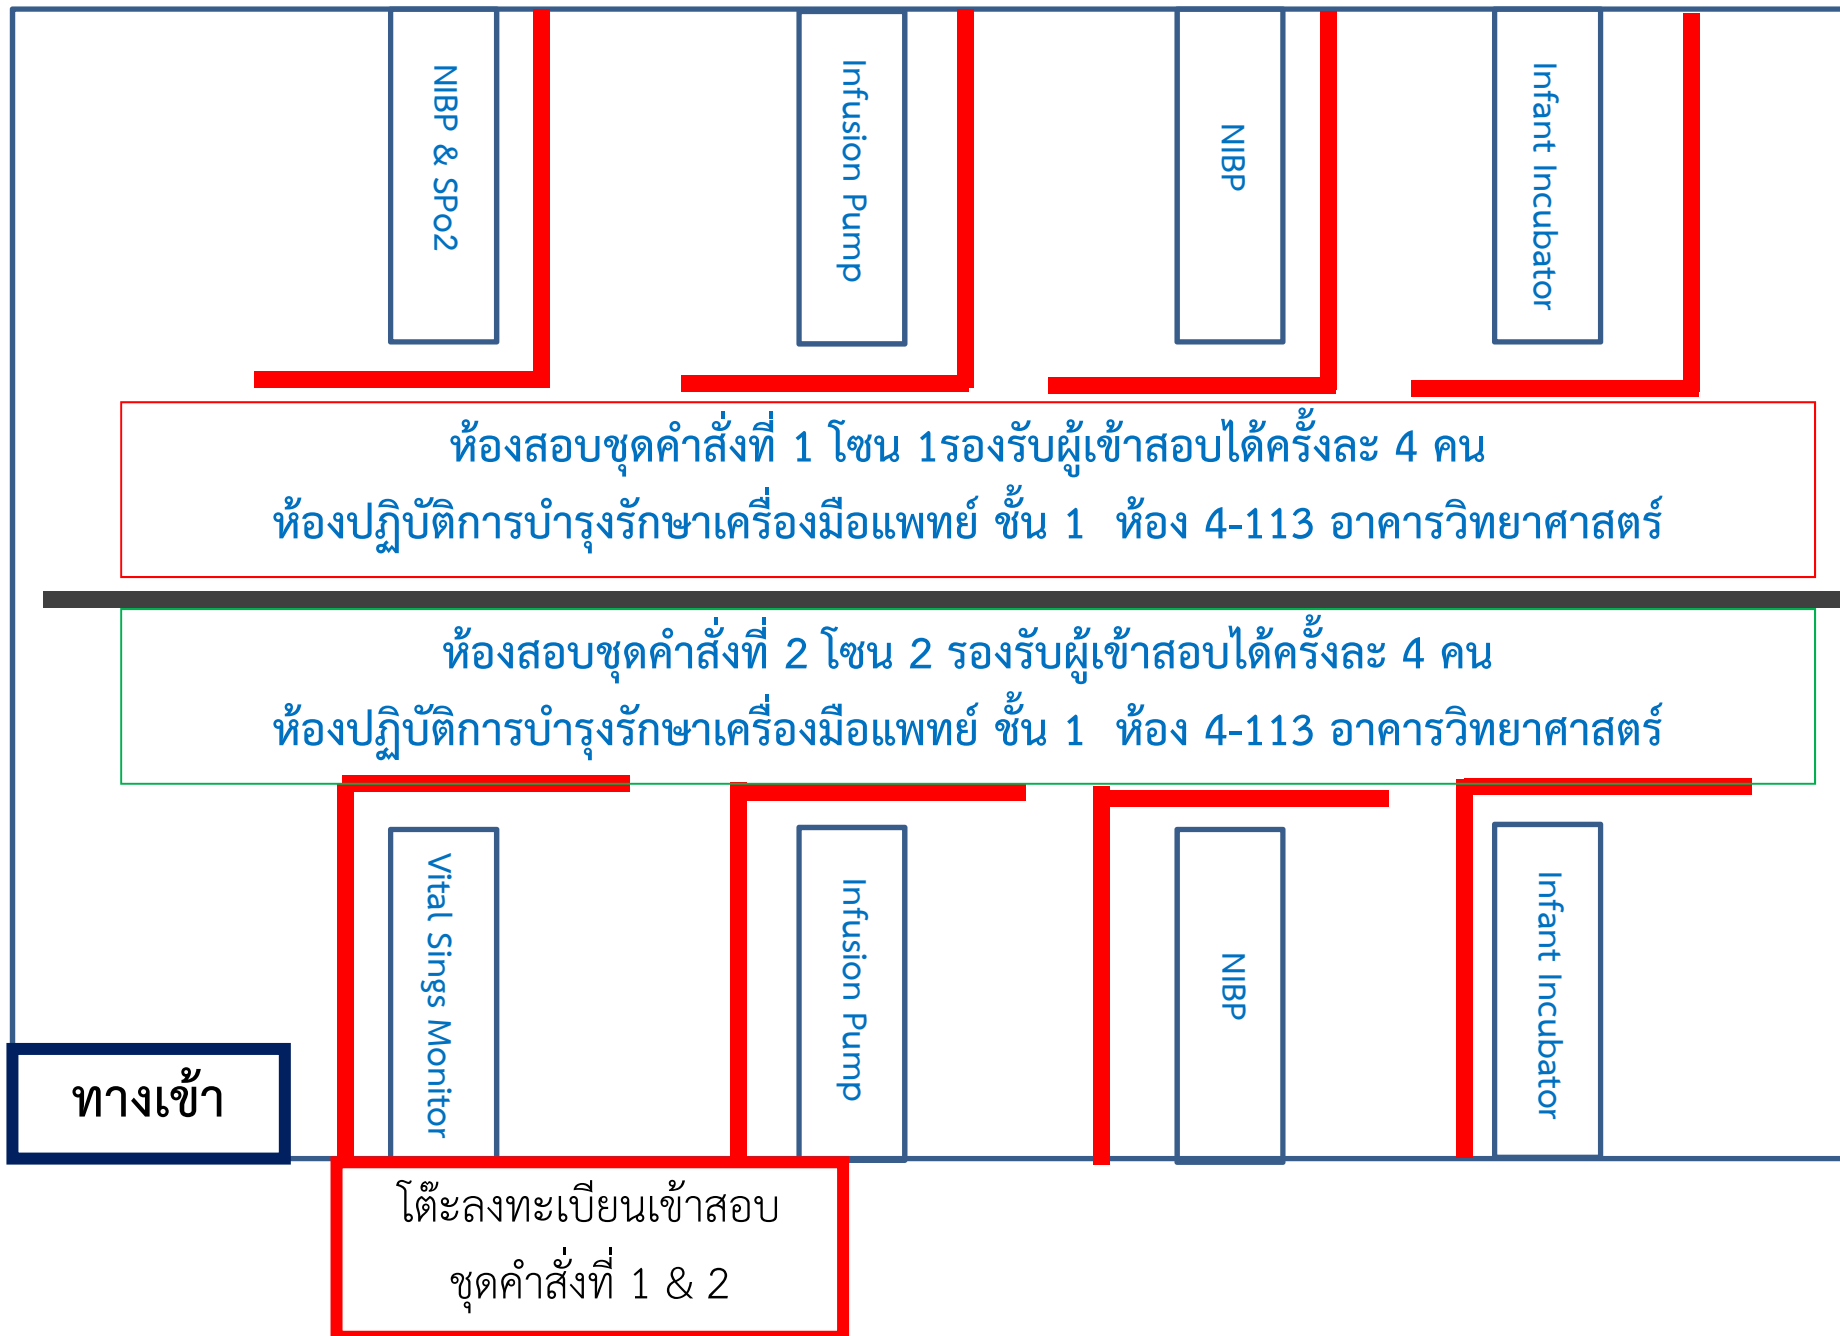 NIBP & SPo2
Infusion Pump
NIBP
Infant Incubator
ห้องสอบชุดคำสั่งที่ 1 โซน 1รองรับผู้เข้าสอบได้ครั้งละ 4 คน
ห้องปฏิบัติการบำรุงรักษาเครื่องมือแพทย์ ชั้น 1 ห้อง 4-113 อาคารวิทยาศาสตร์
ห้องสอบชุดคำสั่งที่ 2 โซน 2 รองรับผู้เข้าสอบได้ครั้งละ 4 คน
ห้องปฏิบัติการบำรุงรักษาเครื่องมือแพทย์ ชั้น 1 ห้อง 4-113 อาคารวิทยาศาสตร์
Vital Sings Monitor
Infusion Pump
NIBP
Infant Incubator
ทางเข้า
โต๊ะลงทะเบียนเข้าสอบ
ชุดคำสั่งที่ 1 & 2